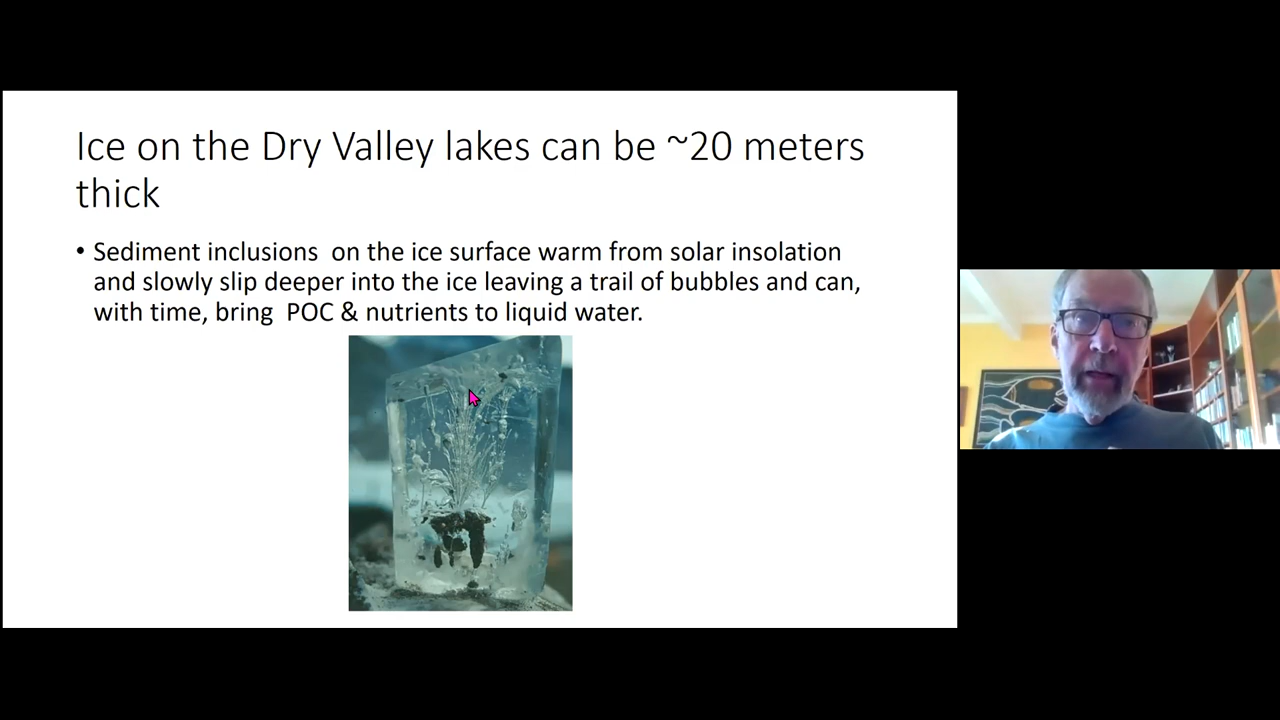 Ice on the Dry Valley lakes can be ~20 meters
thick
• Sediment inclusions  on the ice surface warm from solar insolation
and slowly slip deeper into the ice leaving a trail of bubbles and can,
with time, bring  POC & nutrients to liquid water.